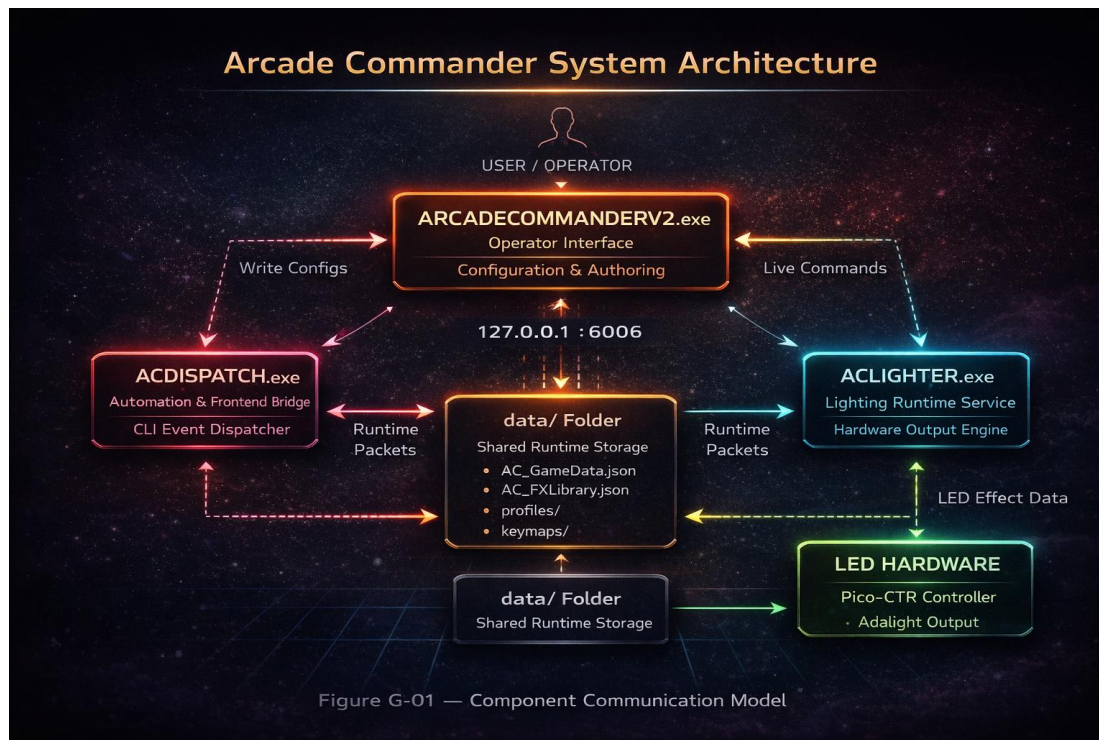 Arcade Commander System Architecture
USER / OPERATOR
ARCADECOMMANDERV2.exe
Operator Interface
Configuration & Authoring
Write Configs
Live Commands
127.0.0.1 :6006
ACDISPATCH.exe
Automation & Frontend Bridge
CLI Event Dispatcher
Runtime
Packets
data/ Folder
Shared Runtime Storage
• AC_GameData.json
• AC_FXLibrary.json
• profiles/
• keymaps/
Runtime
Packets
ACLIGHTER.exe
Lighting Runtime Service
Hardware Output Engine
LED Effect Data
LED HARDWARE
Pico-CTR Controller
· Adalight Output
data/ Folder
Shared Runtime Storage
Figure G-01 — Component Communication Model